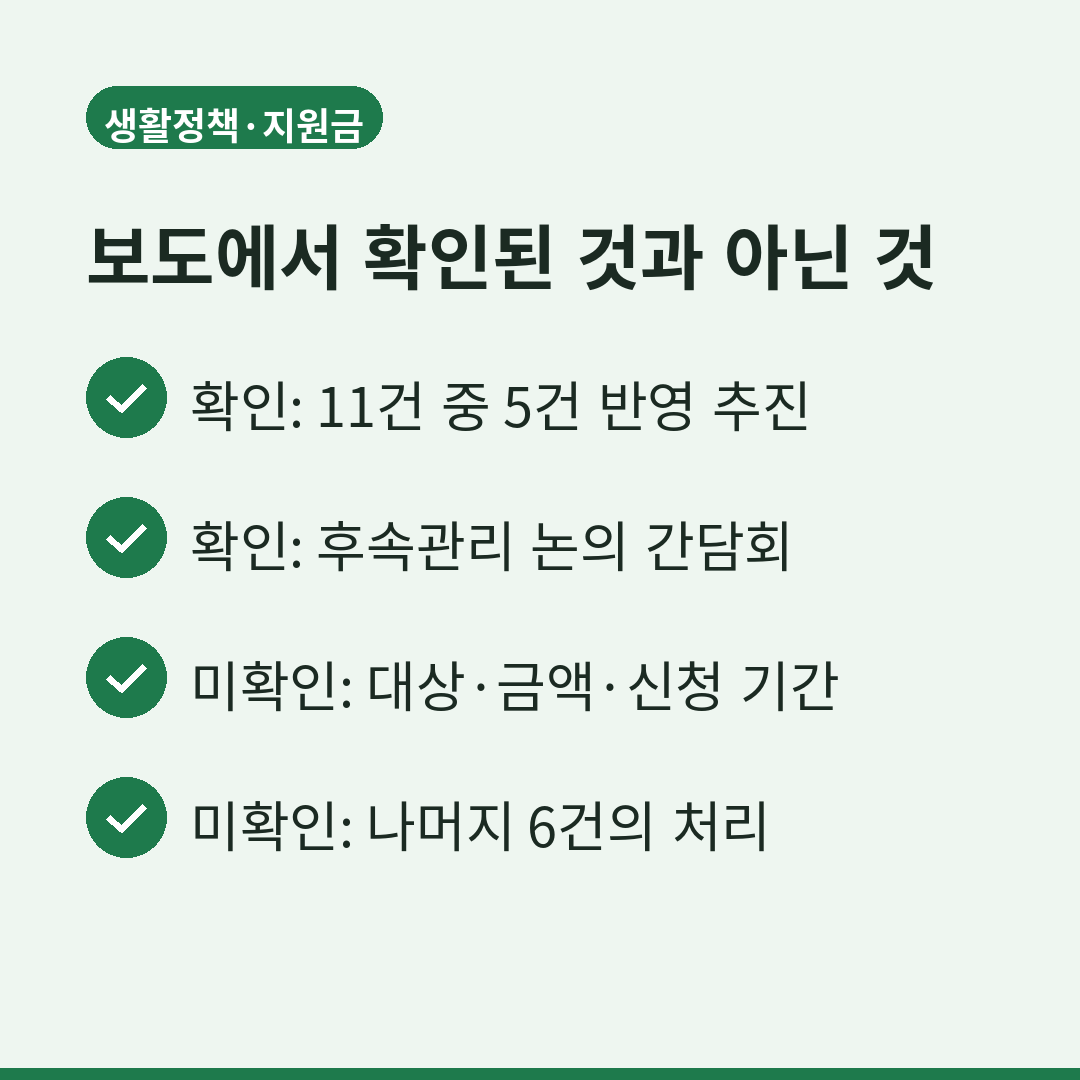 생활정책·지원금
보도에서 확인된 것과 아닌 것
확인: 11건 중 5건 반영 추진
확인: 후속관리 논의 간담회
미확인: 대상·금액·신청 기간
미확인: 나머지 6건의 처리